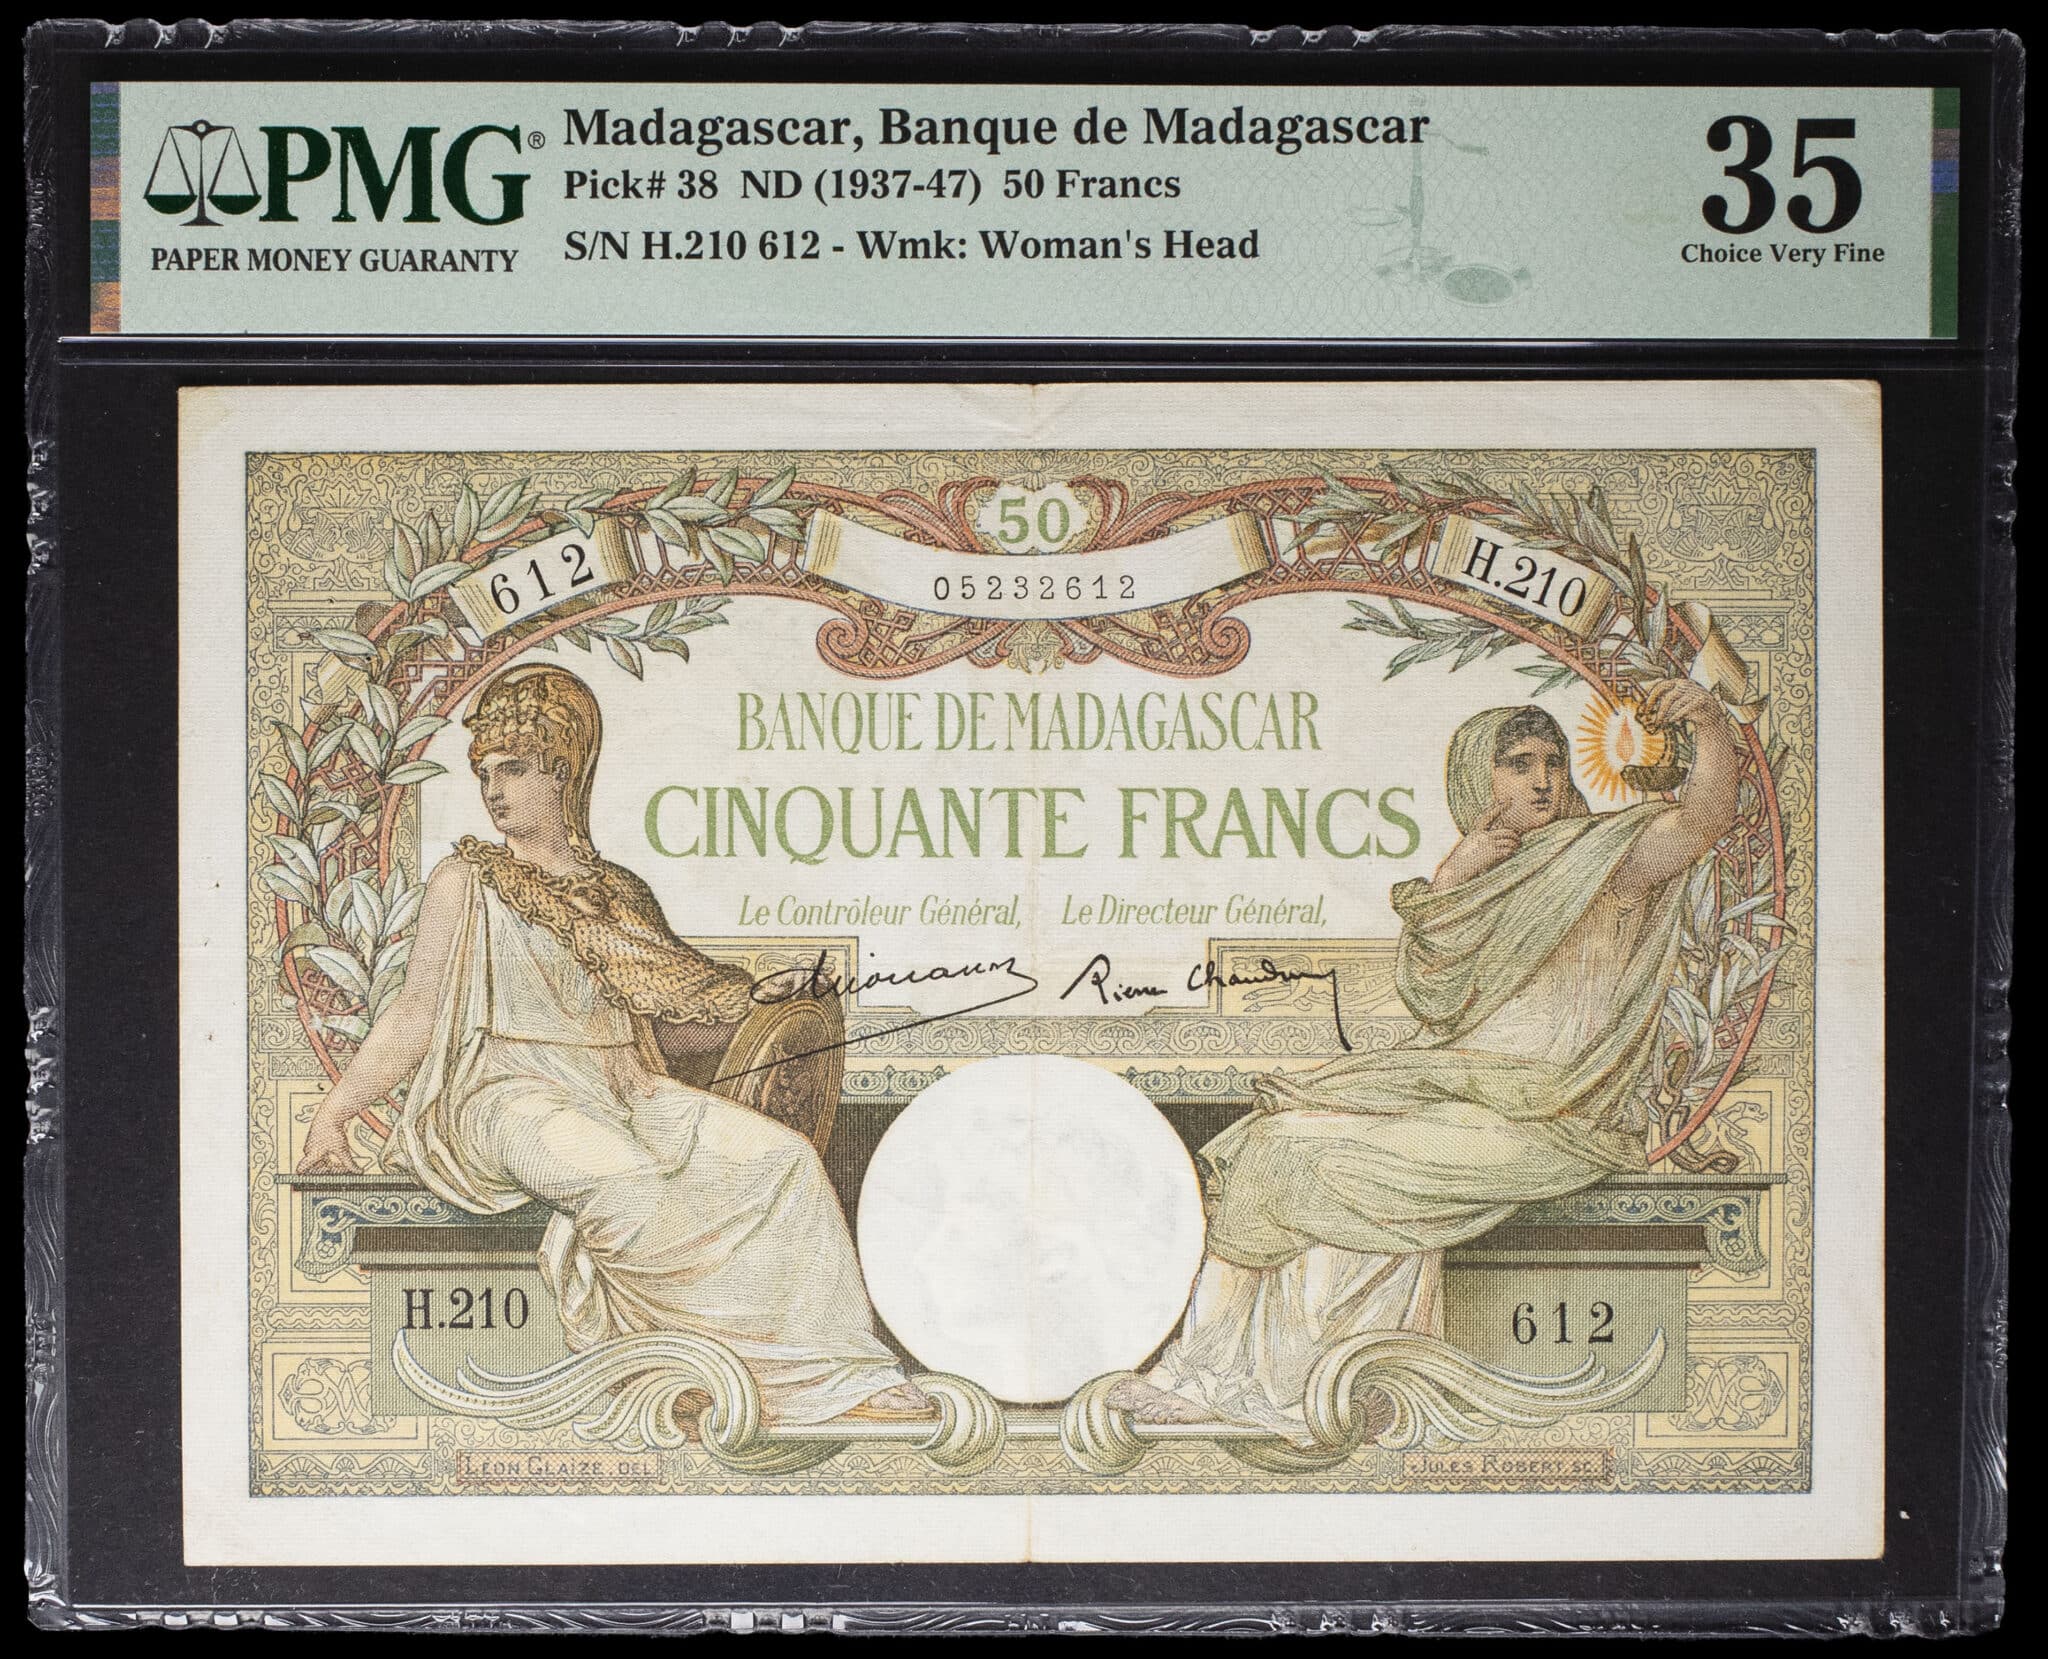 PMG®
PAPER MONEY GUARANTY
Madagascar, Banque de Madagascar
Pick# 38 ND (1937-47) 50 Francs
S/N H.210 612 - Wmk: Woman's Head
35
Choice Very Fine
50
612
05232612
H.210
BANQUE DE MADAGASCAR
CINQUANTE FRANCS
Le Contrôleur Général, Le Directeur Général,
Pierre
H.210
612
LÉON GLAIZE, DEL.
JULES ROBERT SC.